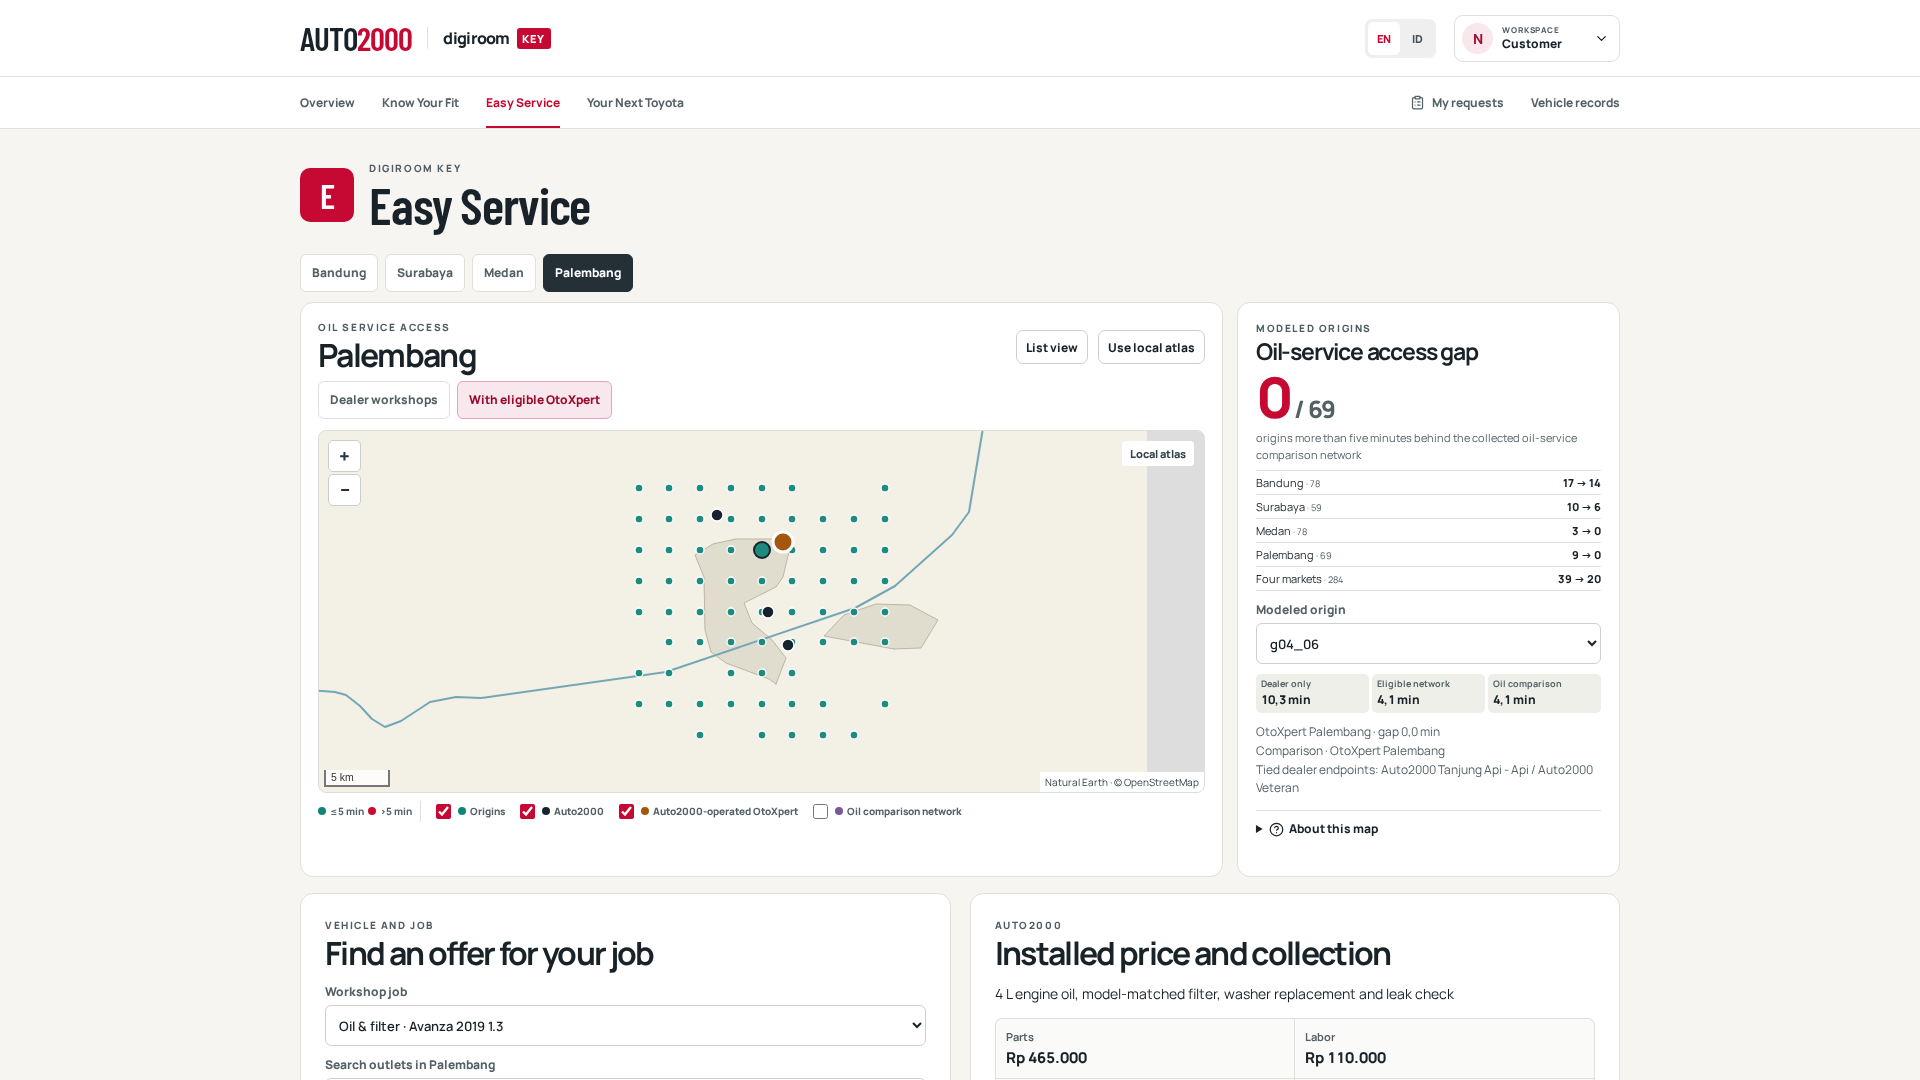 AUTO2000
digiroom KEY
EN ID
N
WORKSPACE
Customer
Overview
Know Your Fit
Easy Service
Your Next Toyota
My requests
Vehicle records
E
DIGIROOM KEY
Easy Service
Bandung
Surabaya
Medan
Palembang
OIL SERVICE ACCESS
Palembang
List view
Use local atlas
Dealer workshops
With eligible OtoXpert
+
−
Local atlas
5 km
Natural Earth · © OpenStreetMap
≤5 min
>5 min
Origins
Auto2000
Auto2000-operated OtoXpert
Oil comparison network
MODELED ORIGINS
Oil-service access gap
0 / 69
origins more than five minutes behind the collected oil-service
comparison network
Bandung · 78 17 → 14
Surabaya · 59 10 → 6
Medan · 78 3 → 0
Palembang · 69 9 → 0
Four markets · 284 39 → 20
Modeled origin
g04_06
Dealer only
10,3 min
Eligible network
4,1 min
Oil comparison
4,1 min
OtoXpert Palembang · gap 0,0 min
Comparison · OtoXpert Palembang
Tied dealer endpoints: Auto2000 Tanjung Api - Api / Auto2000
Veteran
About this map
VEHICLE AND JOB
Find an offer for your job
Workshop job
Oil & filter · Avanza 2019 1.3
Search outlets in Palembang
AUTO2000
Installed price and collection
4 L engine oil, model-matched filter, washer replacement and leak check
Parts
Rp 465.000
Labor
Rp 110.000